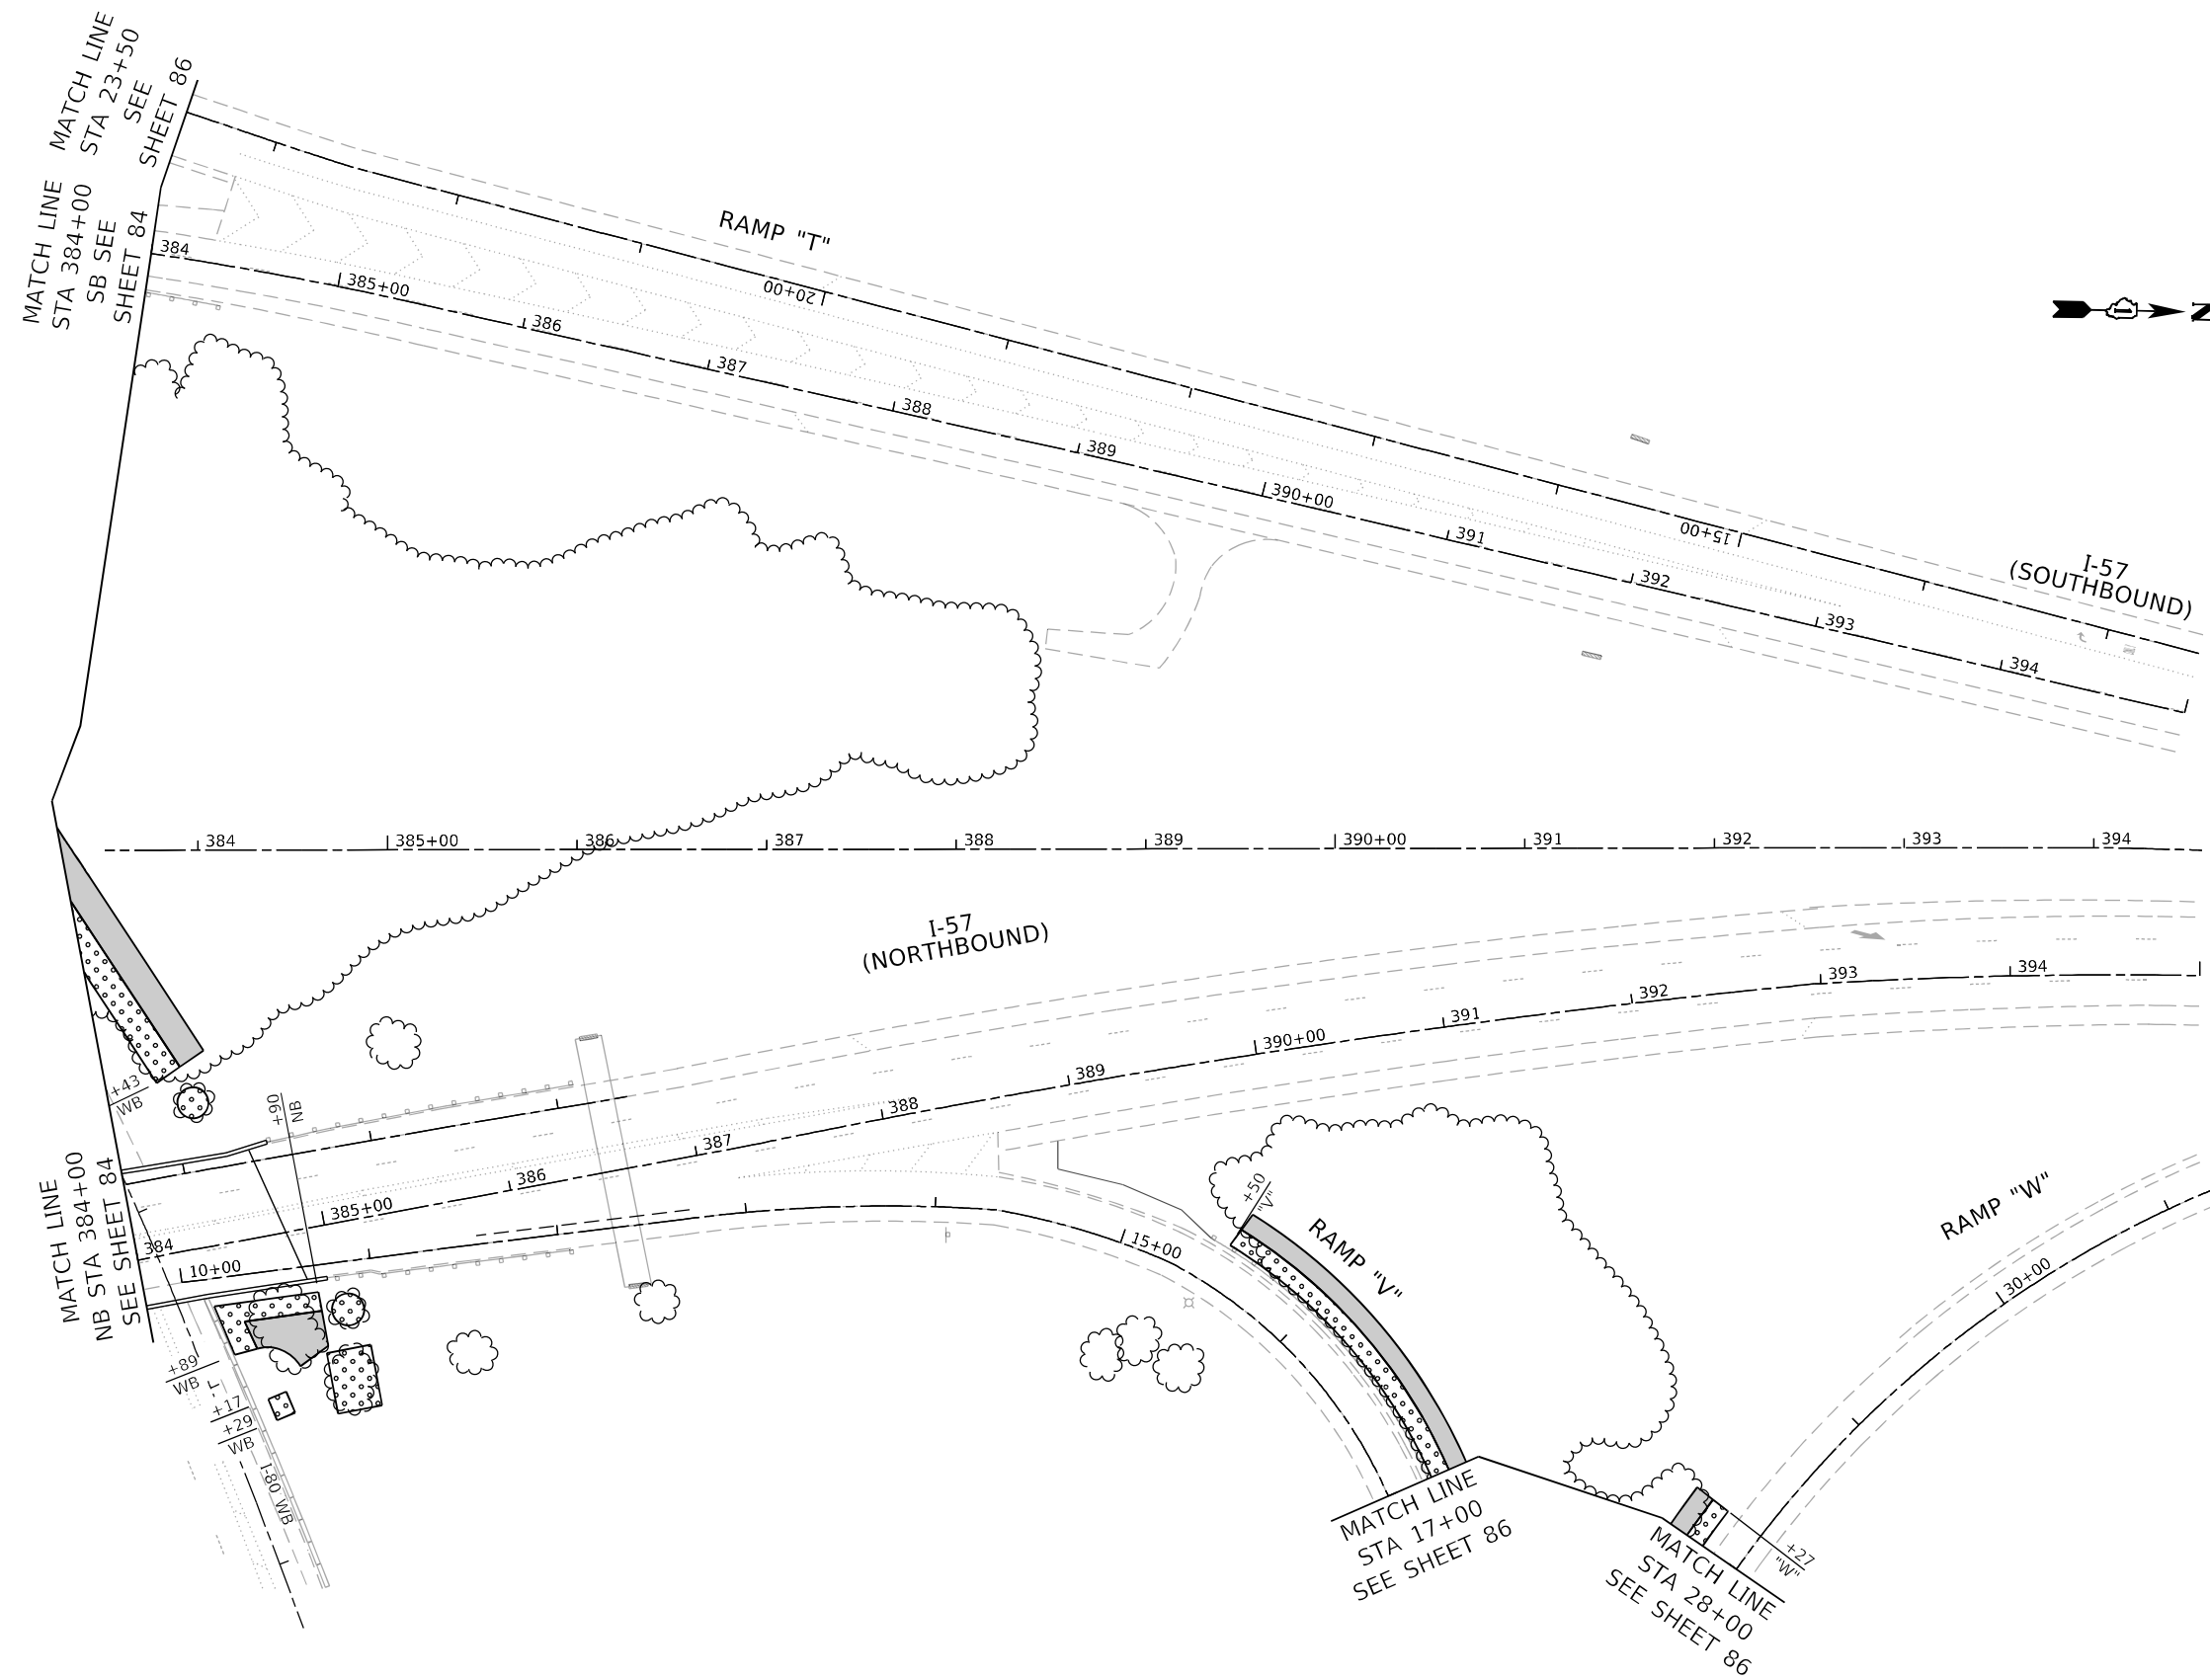 MATCH LINE
STA 23+50
SEE
SHEET 86
MATCH LINE
STA 384+00
SB SEE
SHEET 84
RAMP "T"
20+00
15+00
384
385+00
386
387
388
389
390+00
391
392
393
394
I-57
(SOUTHBOUND)
N
384
385+00
386
387
388
389
390+00
391
392
393
394
I-57
(NORTHBOUND)
384
385+00
386
387
388
389
390+00
391
392
393
394
+43
WB
+90
NB
MATCH LINE
NB STA 384+00
SEE SHEET 84
10+00
15+00
+89
WB
+17
+29
WB
I-80 WB
+50
"V"
RAMP "V"
RAMP "W"
30+00
MATCH LINE
STA 17+00
SEE SHEET 86
+27
"W"
MATCH LINE
STA 28+00
SEE SHEET 86